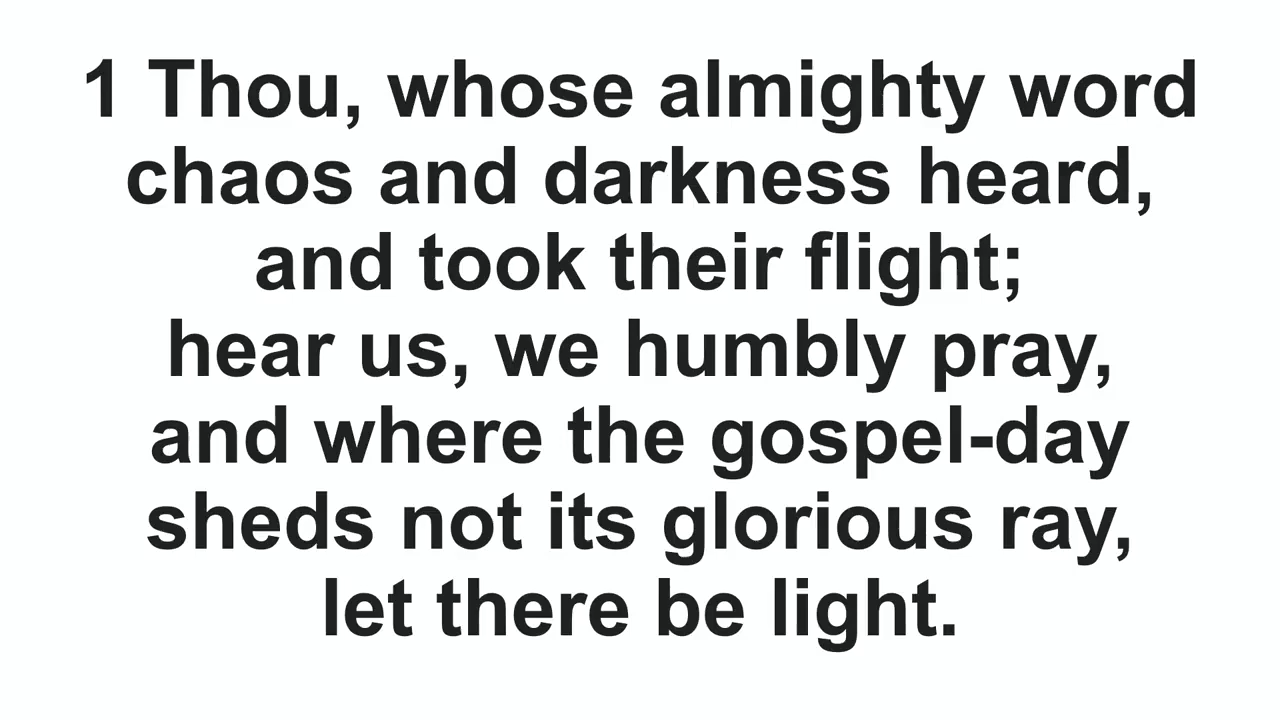 1 Thou, whose almighty word
chaos and darkness heard,
and took their flight;
hear us, we humbly pray,
and where the gospel-day
sheds not its glorious ray,
let there be light.